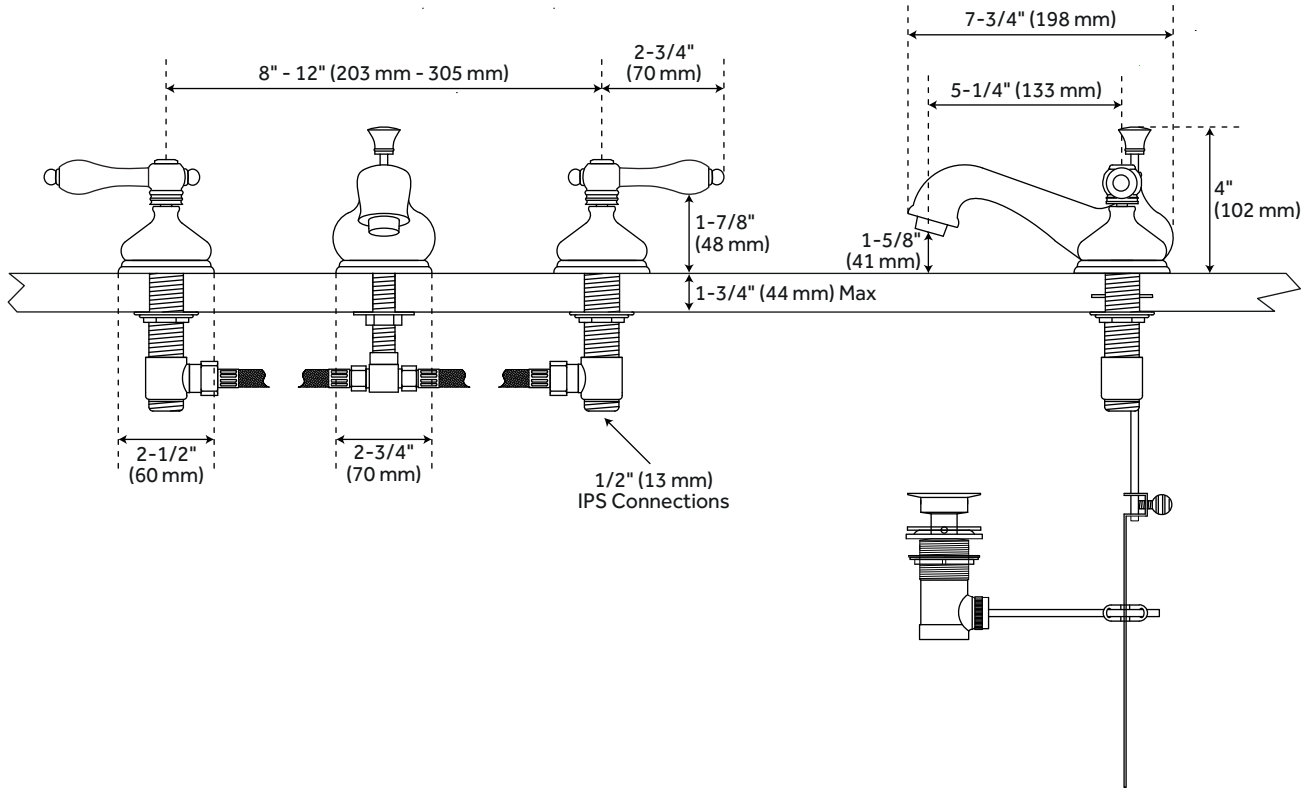 7-3/4" (198 mm)
2-3/4"
(70 mm)
8" - 12" (203 mm - 305 mm)
5-1/4" (133 mm)
4"
(102 mm)
1-7/8"
(48 mm)
1-5/8"
(41 mm)
1-3/4" (44 mm) Max
2-1/2"
(60 mm)
2-3/4"
(70 mm)
1/2" (13 mm)
IPS Connections